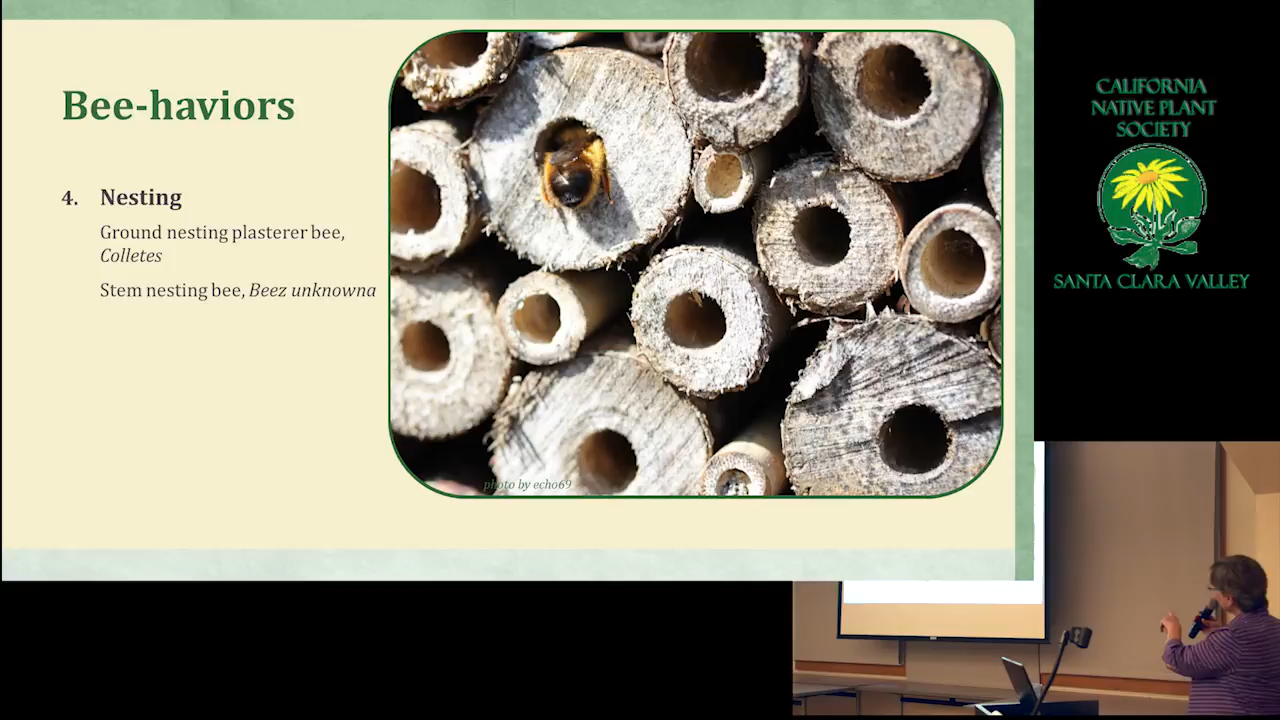 Bee-haviors
4. Nesting
Ground nesting plasterer bee,
Colletes
Stem nesting bee, Beez unknowna
photo by echo69
CALIFORNIA
NATIVE PLANT
SOCIETY
SANTA CLARA VALLEY